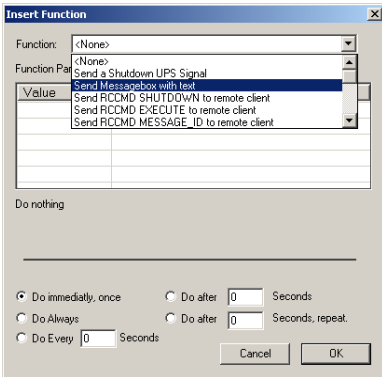 Insert Function
Function: <None>
<None>
Send a Shutdown UPS Signal
Function Par
Send Messagebox with text
Value
Send RCCMD SHUTDOWN to remote client
Send RCCMD EXECUTE to remote client
Send RCCMD MESSAGE_ID to remote client
Do nothing
Do immediatly, once
Do after 0 Seconds
Do Always
Do after 0 Seconds, repeat.
Do Every 0 Seconds
Cancel
OK